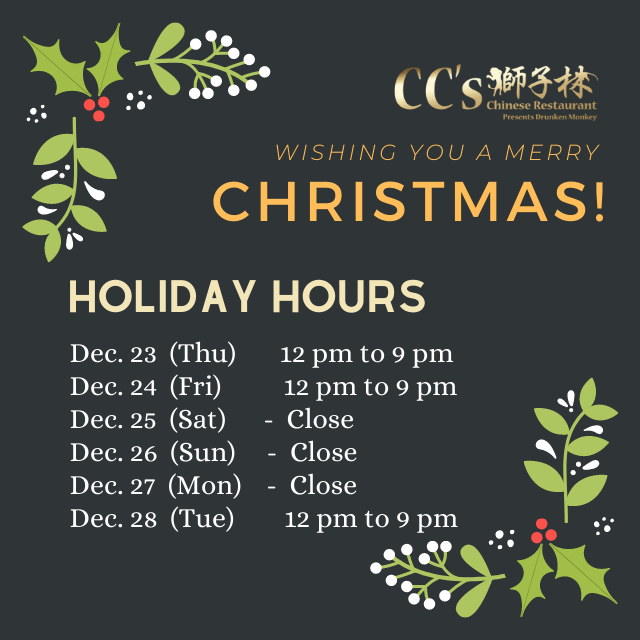 CC's 獅子林
Chinese Restaurant
Presents Drunken Monkey
WISHING YOU A MERRY
CHRISTMAS!
HOLIDAY HOURS
Dec. 23 (Thu) 12 pm to 9 pm
Dec. 24 (Fri) 12 pm to 9 pm
Dec. 25 (Sat) - Close
Dec. 26 (Sun) - Close
Dec. 27 (Mon) - Close
Dec. 28 (Tue) 12 pm to 9 pm